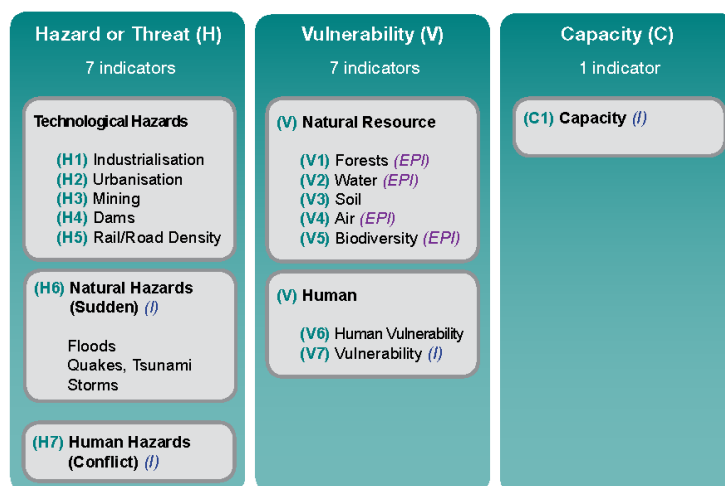 Hazard or Threat (H)
7 indicators
Technological Hazards
(H1) Industrialisation
(H2) Urbanisation
(H3) Mining
(H4) Dams
(H5) Rail/Road Density
(H6) Natural Hazards
(Sudden) (I)
Floods
Quakes, Tsunami
Storms
(H7) Human Hazards
(Conflict) (I)
Vulnerability (V)
7 indicators
(V) Natural Resource
(V1) Forests (EPI)
(V2) Water (EPI)
(V3) Soil
(V4) Air (EPI)
(V5) Biodiversity (EPI)
(V) Human
(V6) Human Vulnerability
(V7) Vulnerability (I)
Capacity (C)
1 indicator
(C1) Capacity (I)